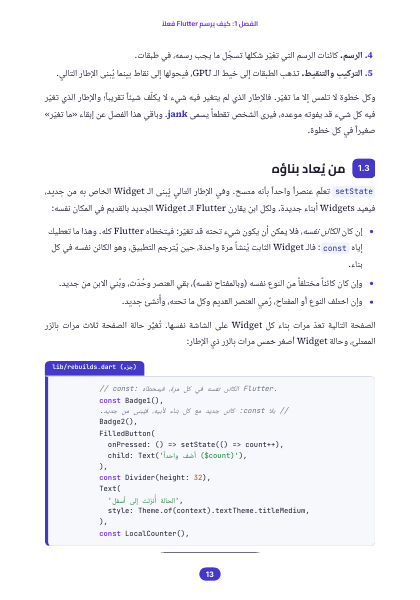 الفصل 1: كيف يرسم Flutter فعلاً
4. الرسم. كائنات الرسم التي تغيّر شكلها تسجّل ما يجب رسمه، في طبقات.
5. التركيب والتنقيط. تذهب الطبقات إلى خيط الـ GPU، فيحولها إلى نقاط بينما يُبنى الإطار التالي.
وكل خطوة لا تلمس إلا ما تغيّر. فالإطار الذي لم يتغير فيه شيء لا يكلّف شيئاً تقريباً؛ والإطار الذي تغيّر
فيه كل شيء قد يفوته موعده، فيرى الشخص تقطعاً يسمى jank. وباقي هذا الفصل عن إبقاء «ما تغيّر»
صغيراً في كل خطوة.
1.3 من يُعاد بناؤه
setState تعلّم عنصراً واحداً بأنه متسخ. وفي الإطار التالي يُبنى الـ Widget الخاص به من جديد،
فيعيد Widgets أبناء جديدة. ولكل ابن يقارن Flutter الـ Widget الجديد بالقديم في المكان نفسه:
• إن كان الكائن نفسه، فلا يمكن أن يكون شيء تحته قد تغيّر؛ فيتخطاه Flutter كله. وهذا ما تعطيك
إياه const: فالـ Widget الثابت يُنشأ مرة واحدة، حين يُترجم التطبيق، وهو الكائن نفسه في كل
بناء.
• وإن كان كائناً مختلفاً من النوع نفسه (وبالمفتاح نفسه)، بقي العنصر وحُدّث، وبُني الابن من جديد.
• وإن اختلف النوع أو المفتاح، رُمي العنصر القديم وكل ما تحته، وأُنشئ جديد.
الصفحة التالية تعدّ مرات بناء كل Widget على الشاشة نفسها. تُغيَّر حالة الصفحة ثلاث مرات بالزر
الممتلئ، وحالة Widget أصغر خمس مرات بالزر ذي الإطار:
lib/rebuilds.dart (جزء)
// const: الكائن نفسه في كل مرة، فيتخطاه Flutter.
const Badge1(),
// بلا const: كائن جديد مع كل بناء لأبيه، فيُبنى من جديد.
Badge2(),
FilledButton(
onPressed: () => setState(() => count++),
child: Text('أضف واحداً ($count)'),
),
const Divider(height: 32),
Text(
'الحالة أُنزلت إلى أسفل',
style: Theme.of(context).textTheme.titleMedium,
),
const LocalCounter(),
13